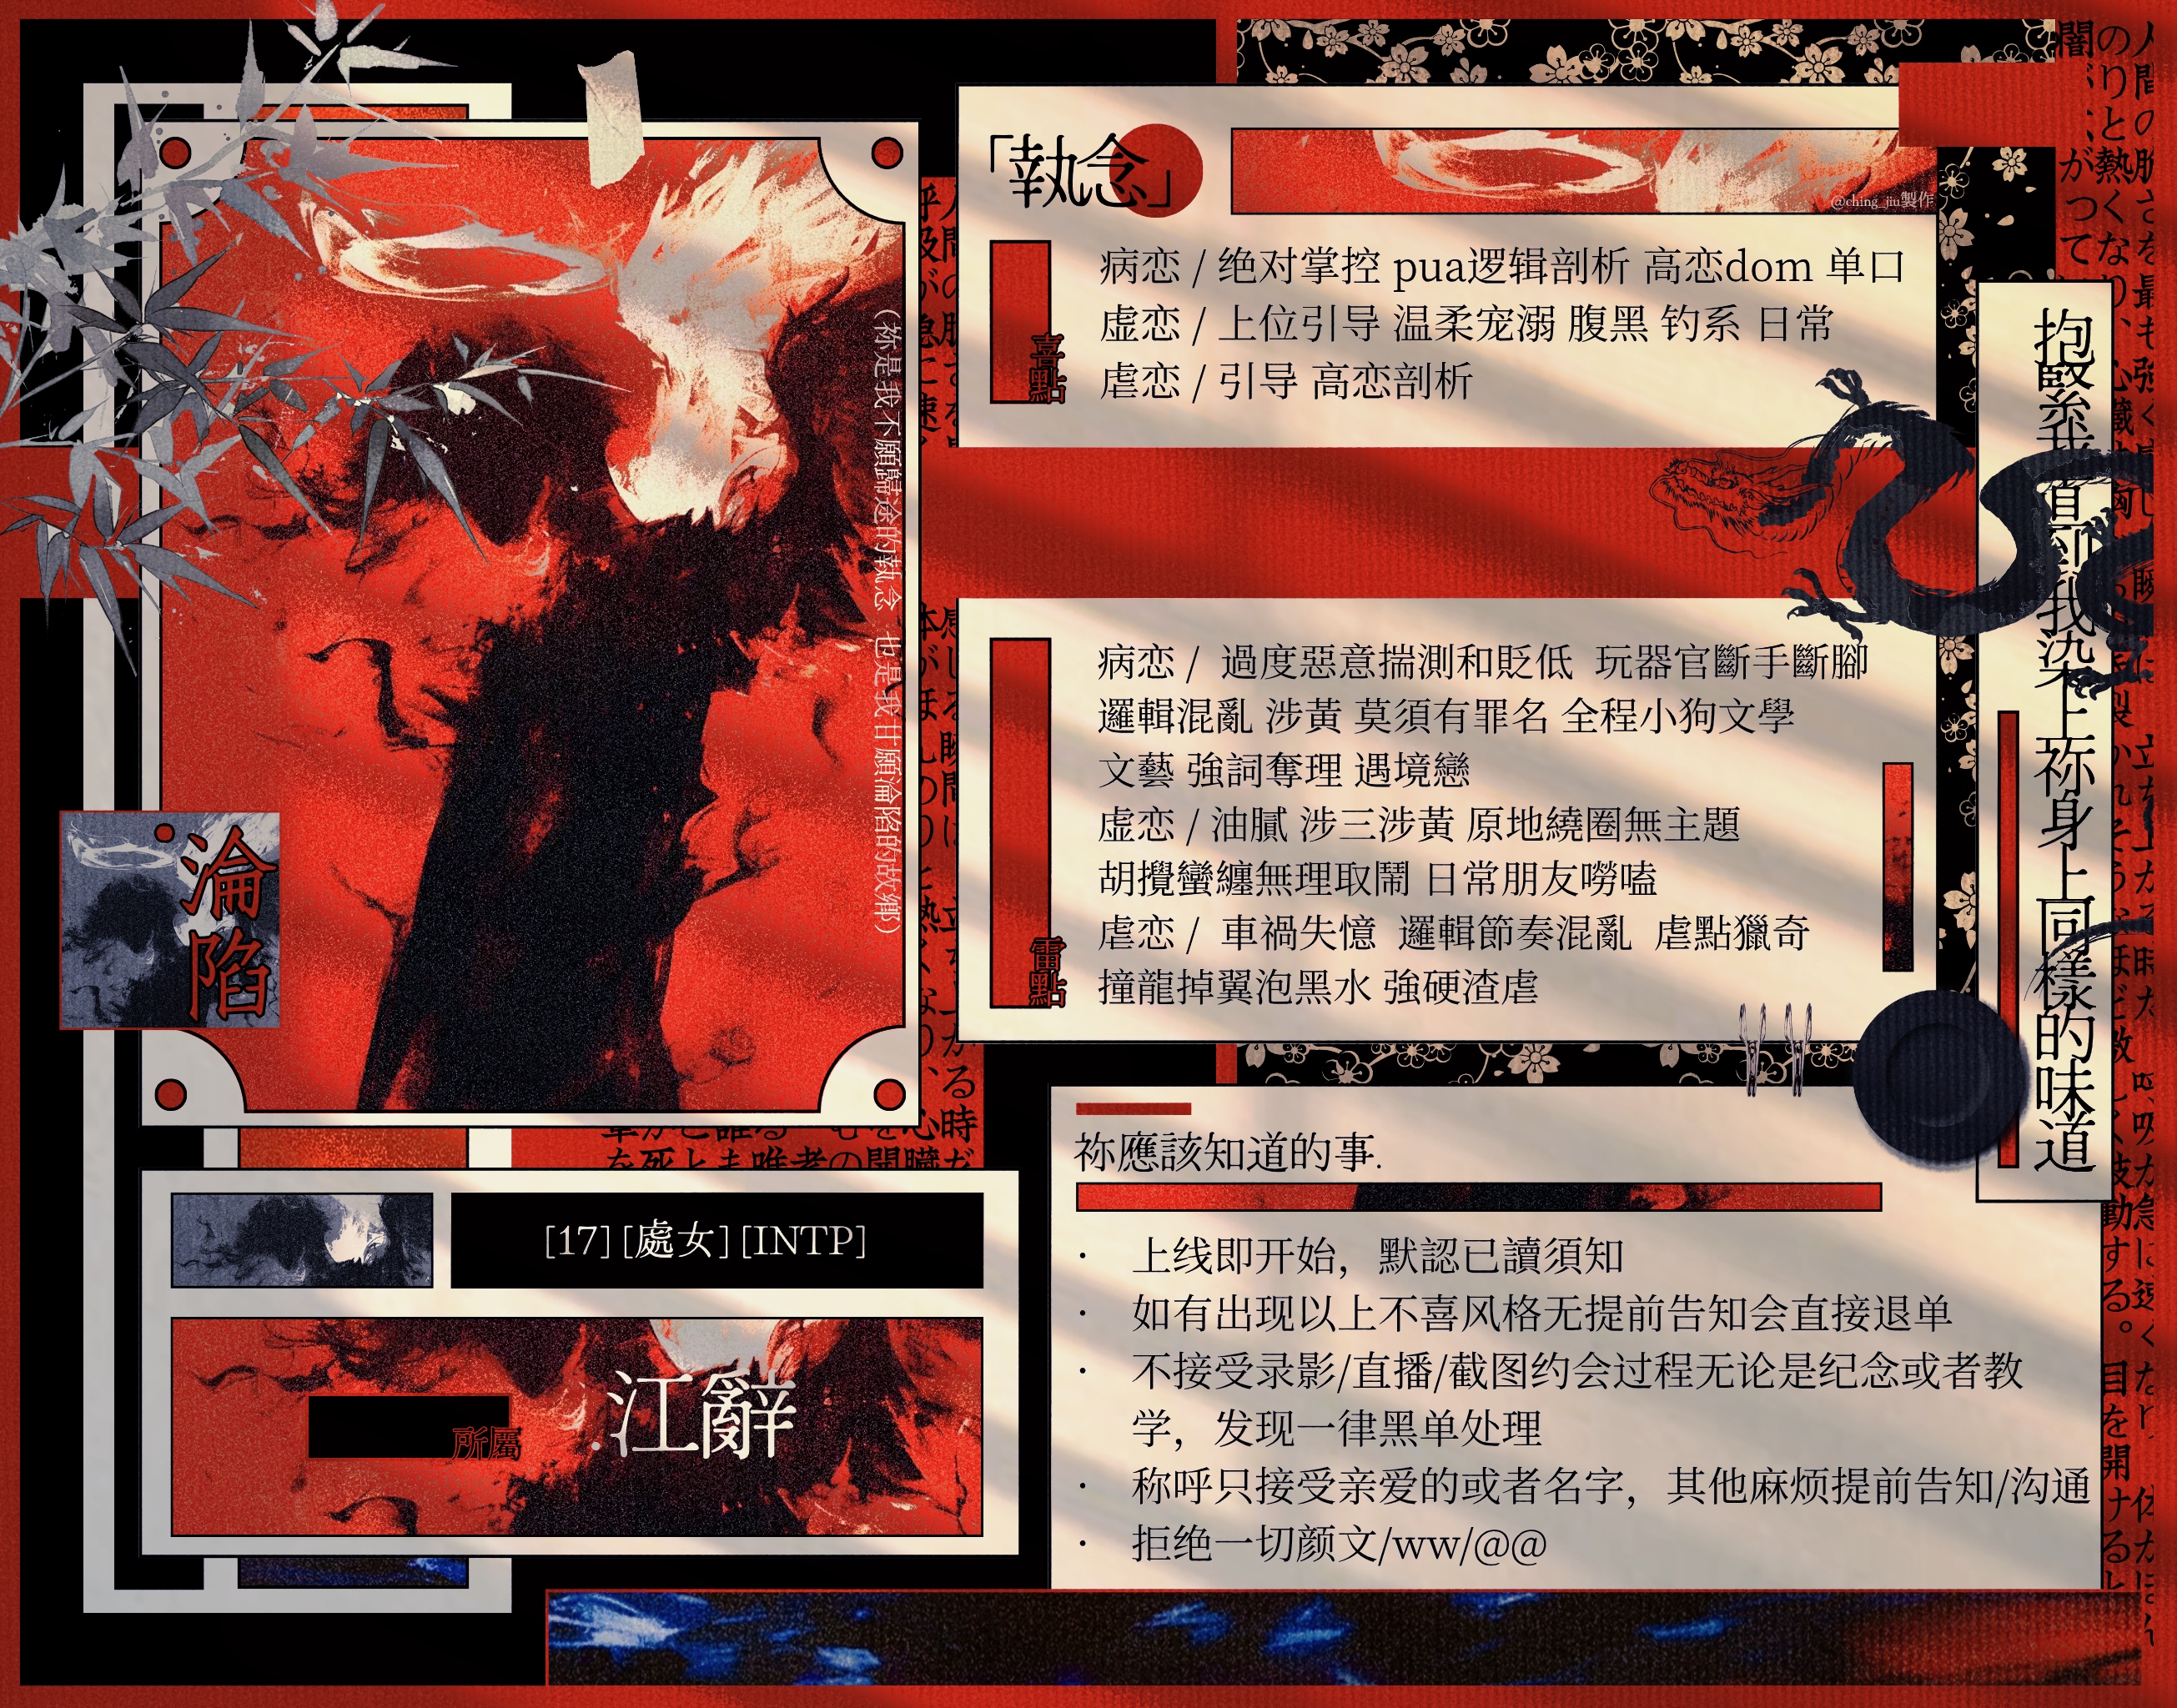 「執念」
@ching_jiu製作
喜點
病恋 / 绝对掌控 pua逻辑剖析 高恋dom 单口
虚恋 / 上位引导 温柔宠溺 腹黑 钓系 日常
虐恋 / 引导 高恋剖析
(祢是我不願歸途的執念 也是我甘願淪陷的故鄉)
淪陷
雷點
病恋 / 過度惡意揣測和貶低 玩器官斷手斷腳
邏輯混亂 涉黃 莫須有罪名 全程小狗文學
文藝 強詞奪理 遇境戀
虚恋 / 油膩 涉三涉黃 原地繞圈無主題
胡攪蠻纏無理取鬧 日常朋友嘮嗑
虐恋 / 車禍失憶 邏輯節奏混亂 虐點獵奇
撞龍掉翼泡黑水 強硬渣虐
抱緊我 我染上祢身上同樣的味道
[17] [處女] [INTP]
所屬
.江辭
祢應該知道的事.
· 上线即开始，默認已讀須知
· 如有出现以上不喜风格无提前告知会直接退单
· 不接受录影/直播/截图约会过程无论是纪念或者教
学，发现一律黑单处理
· 称呼只接受亲爱的或者名字，其他麻烦提前告知/沟通
· 拒绝一切颜文/ww/@@